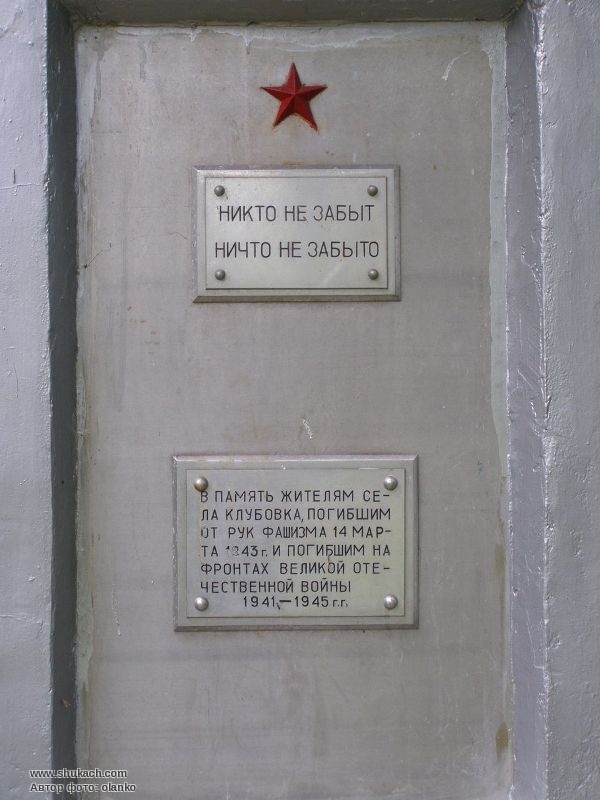 НИКТО НЕ ЗАБЫТ
НИЧТО НЕ ЗАБЫТО
В ПАМЯТЬ ЖИТЕЛЯМ СЕ-
ЛА КЛУБОВКА, ПОГИБШИМ
ОТ РУК ФАШИЗМА 14 МАР-
ТА 1943 г. И ПОГИБШИМ НА
ФРОНТАХ ВЕЛИКОЙ ОТЕ-
ЧЕСТВЕННОЙ ВОЙНЫ
1941-1945 г.г.
www.shukach.com
Автор фото: olanko